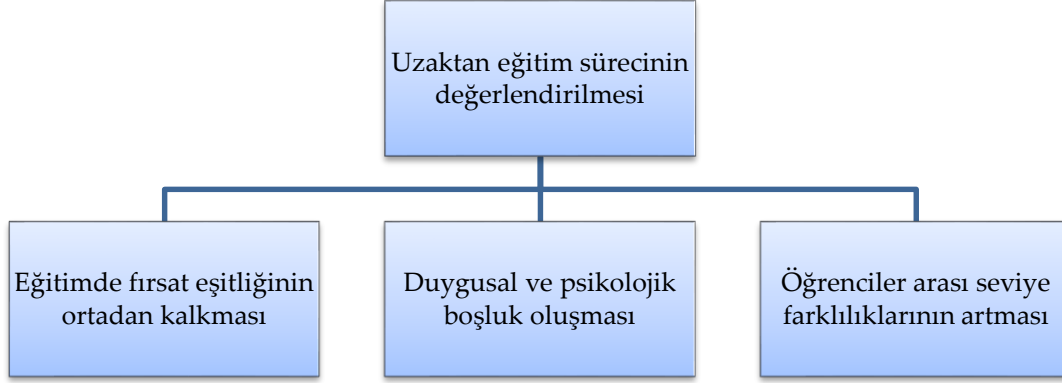 Uzaktan eğitim sürecinin
değerlendirilmesi
Eğitimde fırsat eşitliğinin
ortadan kalkması
Duygusal ve psikolojik
boşluk oluşması
Öğrenciler arası seviye
farklılıklarının artması